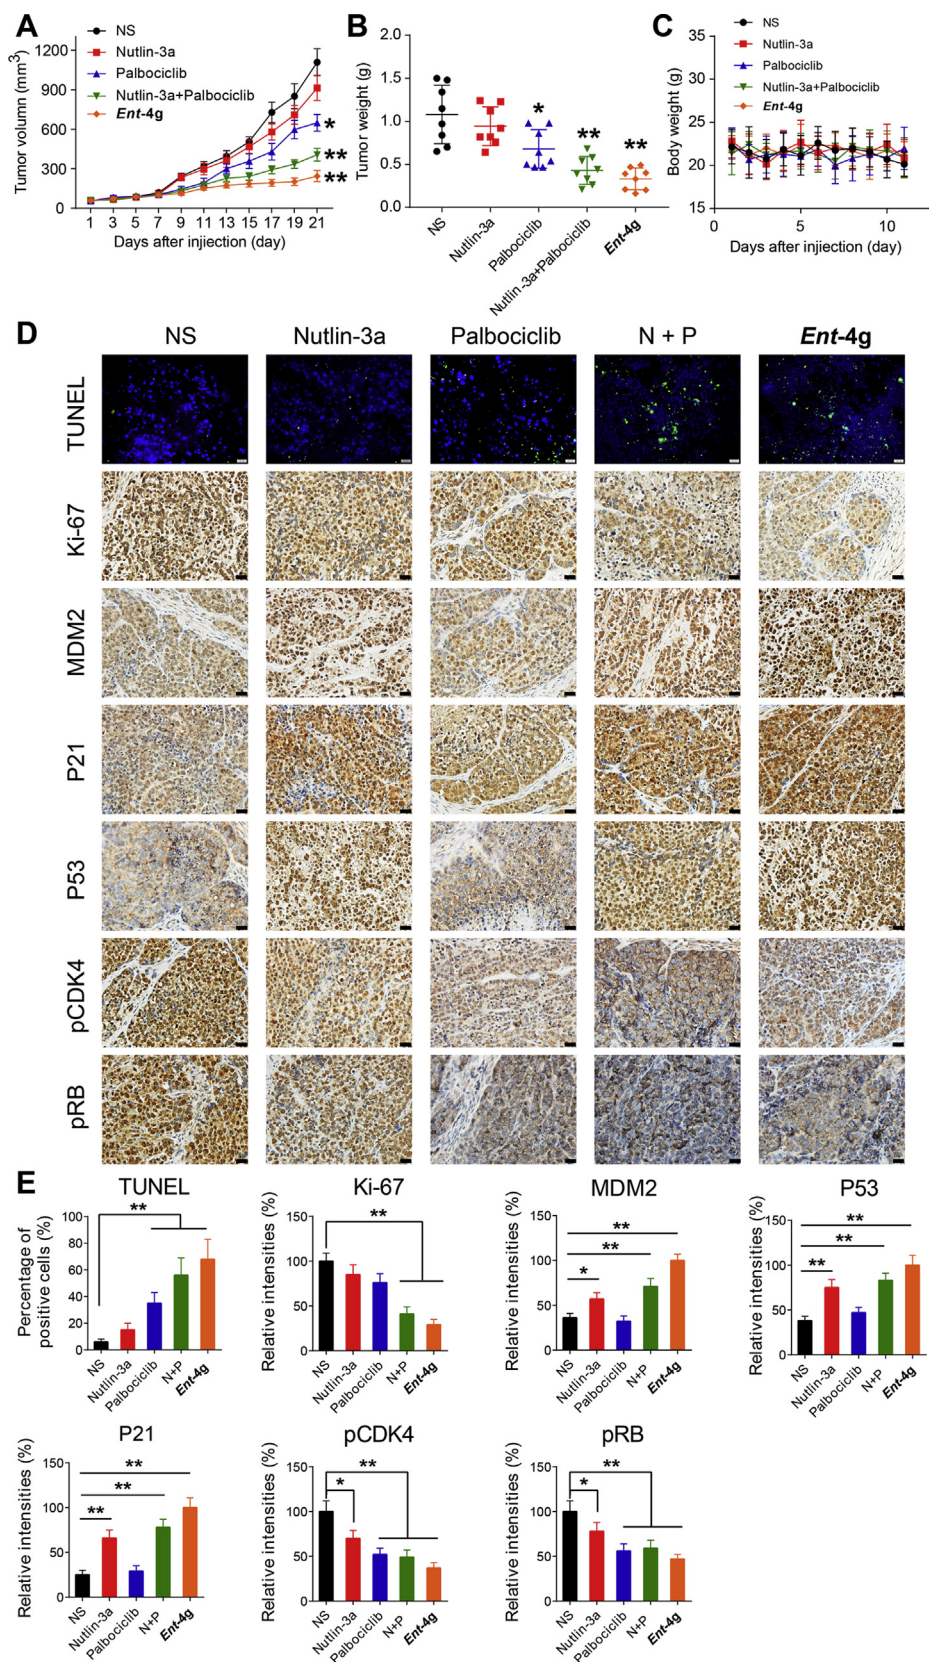 A
NS
Nutlin-3a
Palbociclib
Nutlin-3a+Palbociclib
Ent-4g
Tumor volumn (mm3)
1200
900
600
300
0
*
**
**
1 3 5 7 9 11 13 15 17 19 21
Days after injection (day)
B
Tumor weight (g)
2.0
1.5
1.0
0.5
0.0
*
**
**
NS
Nutlin-3a
Palbociclib
Nutlin-3a+Palbociclib
Ent-4g
C
NS
Nutlin-3a
Palbociclib
Nutlin-3a+Palbociclib
Ent-4g
Body weight (g)
35
30
25
20
15
0 5 10
Days after injection (day)
D
NS Nutlin-3a Palbociclib N + P Ent-4g
TUNEL
Ki-67
MDM2
P21
P53
pCDK4
pRB
E
TUNEL
Percentage of
positive cells (%)
100
80
60
40
20
0
**
NS
Nutlin-3a
Palbociclib
N+P
Ent-4g
Ki-67
Relative intensities (%)
150
100
50
0
**
NS
Nutlin-3a
Palbociclib
N+P
Ent-4g
MDM2
Relative intensities (%)
150
100
50
0
**
**
*
NS
Nutlin-3a
Palbociclib
N+P
Ent-4g
P53
Relative intensities (%)
150
100
50
0
**
**
**
NS
Nutlin-3a
Palbociclib
N+P
Ent-4g
P21
Relative intensities (%)
150
100
50
0
**
**
**
NS
Nutlin-3a
Palbociclib
N+P
Ent-4g
pCDK4
Relative intensities (%)
150
100
50
0
**
*
NS
Nutlin-3a
Palbociclib
N+P
Ent-4g
pRB
Relative intensities (%)
150
100
50
0
**
*
NS
Nutlin-3a
Palbociclib
N+P
Ent-4g